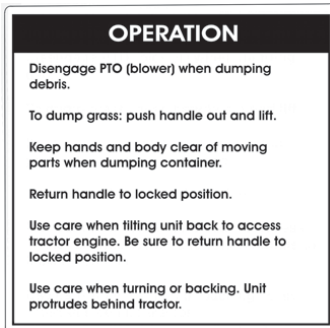 OPERATION
Disengage PTO (blower) when dumping
debris.
To dump grass: push handle out and lift.
Keep hands and body clear of moving
parts when dumping container.
Return handle to locked position.
Use care when tilting unit back to access
tractor engine. Be sure to return handle to
locked position.
Use care when turning or backing. Unit
protrudes behind tractor.